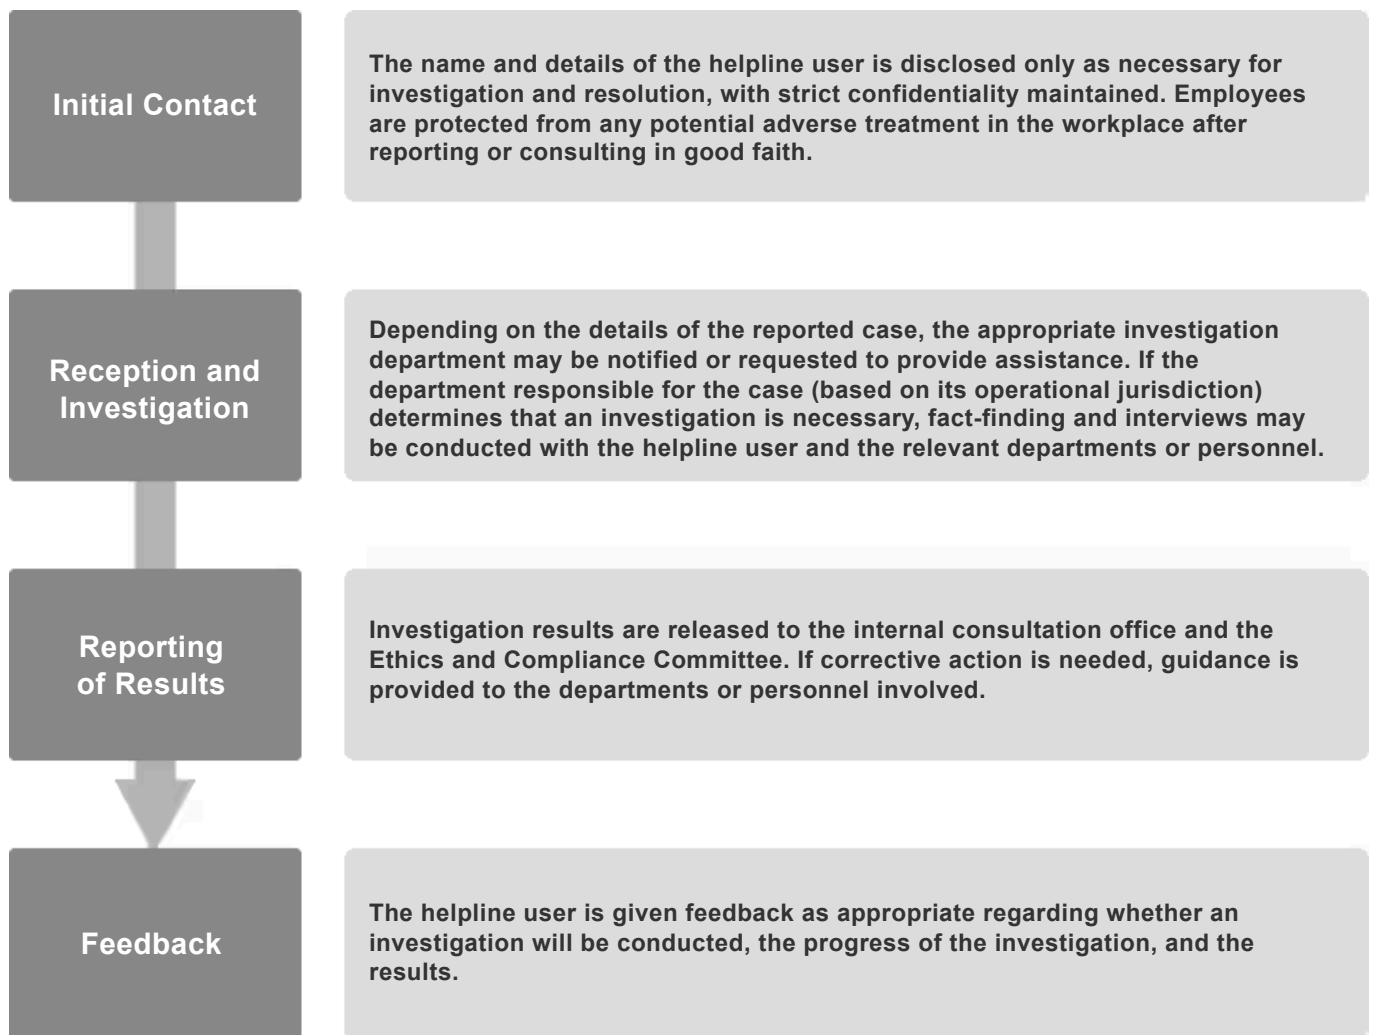 Initial Contact
The name and details of the helpline user is disclosed only as necessary for
investigation and resolution, with strict confidentiality maintained. Employees
are protected from any potential adverse treatment in the workplace after
reporting or consulting in good faith.
Reception and
Investigation
Depending on the details of the reported case, the appropriate investigation
department may be notified or requested to provide assistance. If the
department responsible for the case (based on its operational jurisdiction)
determines that an investigation is necessary, fact-finding and interviews may
be conducted with the helpline user and the relevant departments or personnel.
Reporting
of Results
Investigation results are released to the internal consultation office and the
Ethics and Compliance Committee. If corrective action is needed, guidance is
provided to the departments or personnel involved.
Feedback
The helpline user is given feedback as appropriate regarding whether an
investigation will be conducted, the progress of the investigation, and the
results.